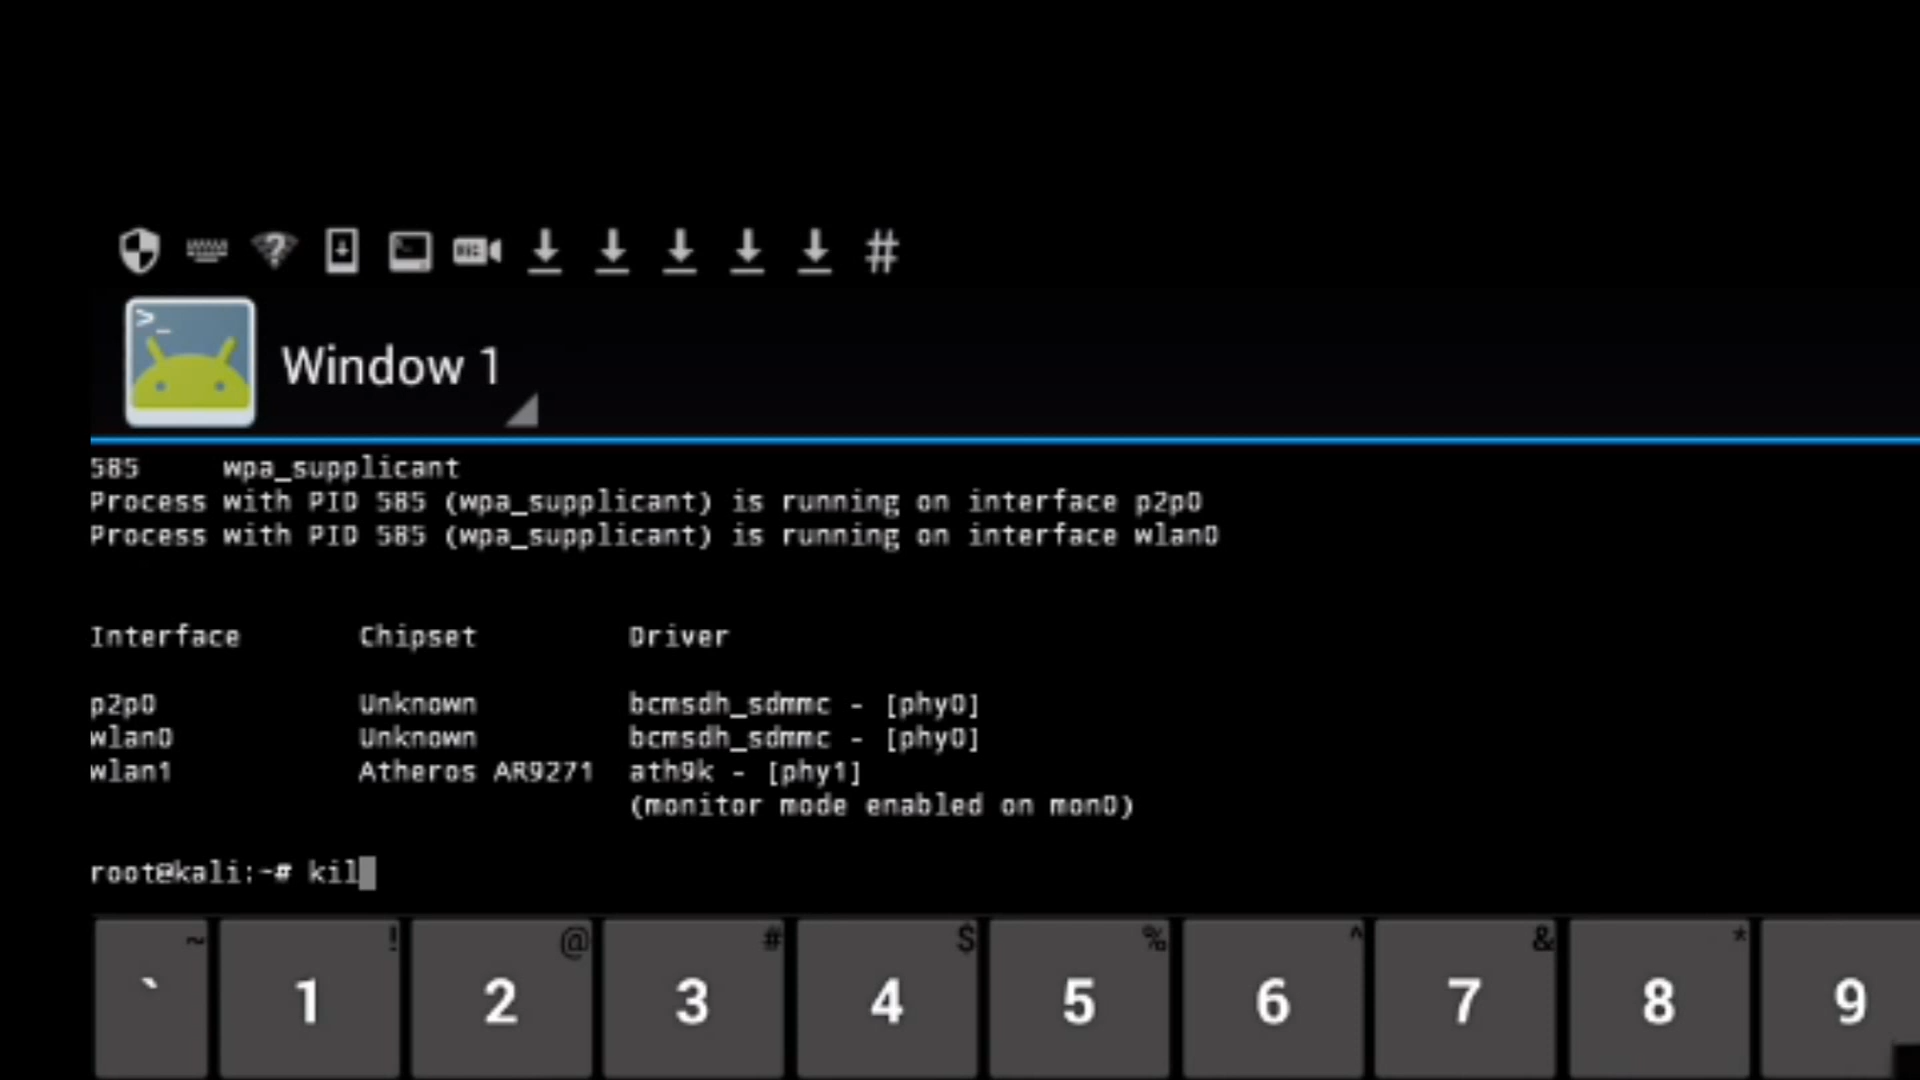 #
>_
Window 1
585 wpa_supplicant
Process with PID 585 (wpa_supplicant) is running on interface p2p0
Process with PID 585 (wpa_supplicant) is running on interface wlan0
Interface Chipset Driver
p2p0 Unknown bcmsdh_sdmmc - [phy0]
wlan0 Unknown bcmsdh_sdmmc - [phy0]
wlan1 Atheros AR9271 ath9k - [phy1]
(monitor mode enabled on mon0)
root@kali:~# kil
~ ! @ # $ % ^ & *
` 1 2 3 4 5 6 7 8 9